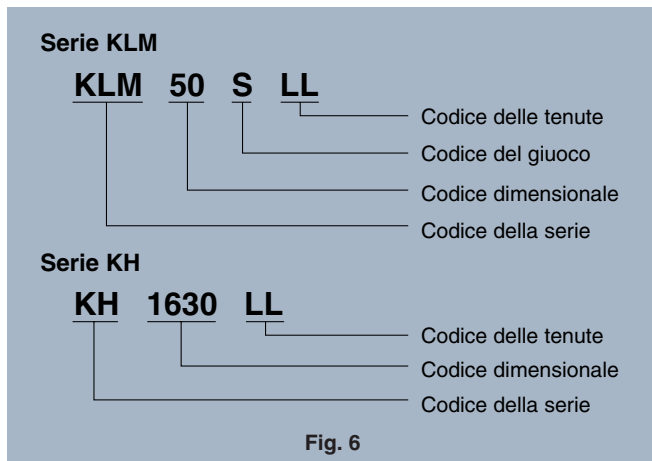 Serie KLM
KLM 50 S LL
Codice delle tenute
Codice del giuoco
Codice dimensionale
Codice della serie
Serie KH
KH 1630 LL
Codice delle tenute
Codice dimensionale
Codice della serie
Fig. 6